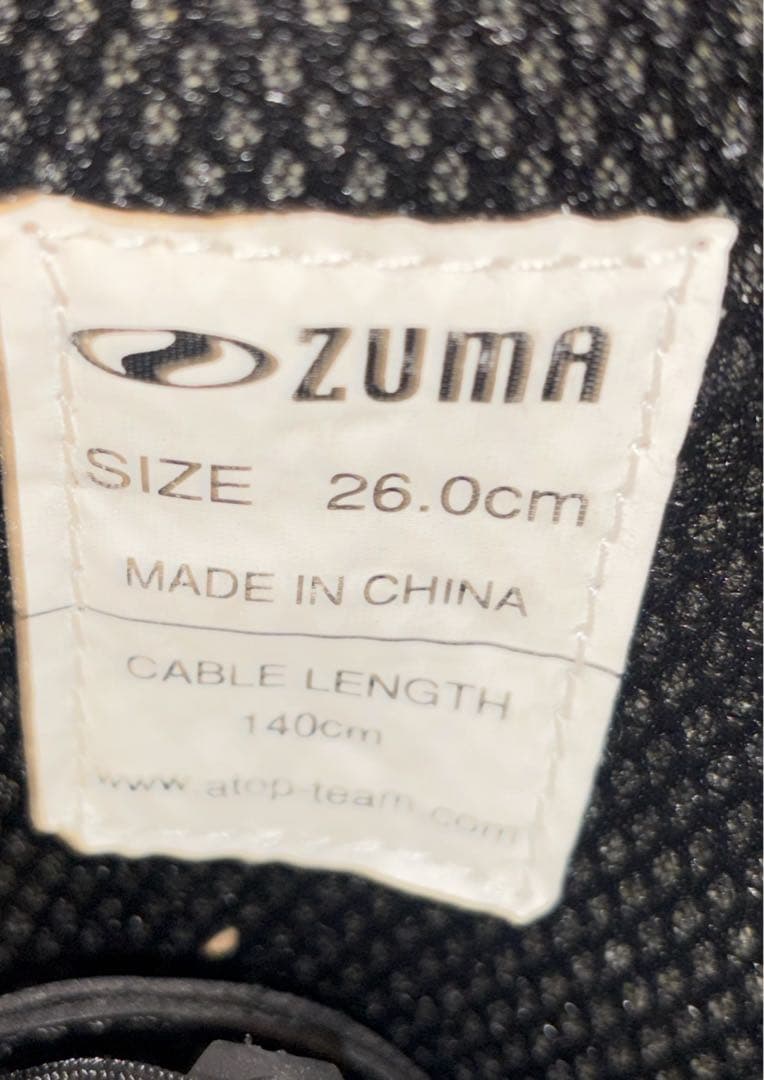 ZUMA
SIZE 26.0cm
MADE IN CHINA
CABLE LENGTH
140cm
www.atop-team.com